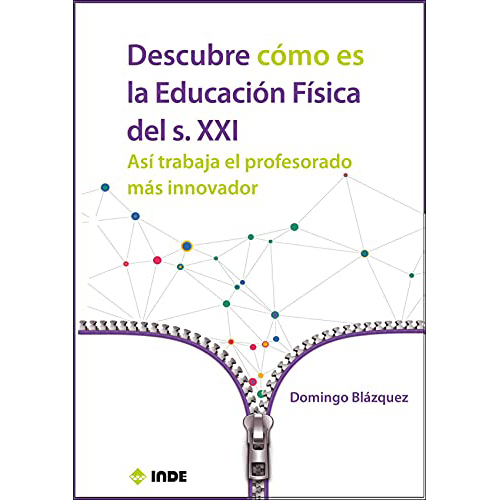 Descubre cómo es
la Educación Física
del s. XXI
Así trabaja el profesorado
más innovador
Domingo Blázquez
INDE